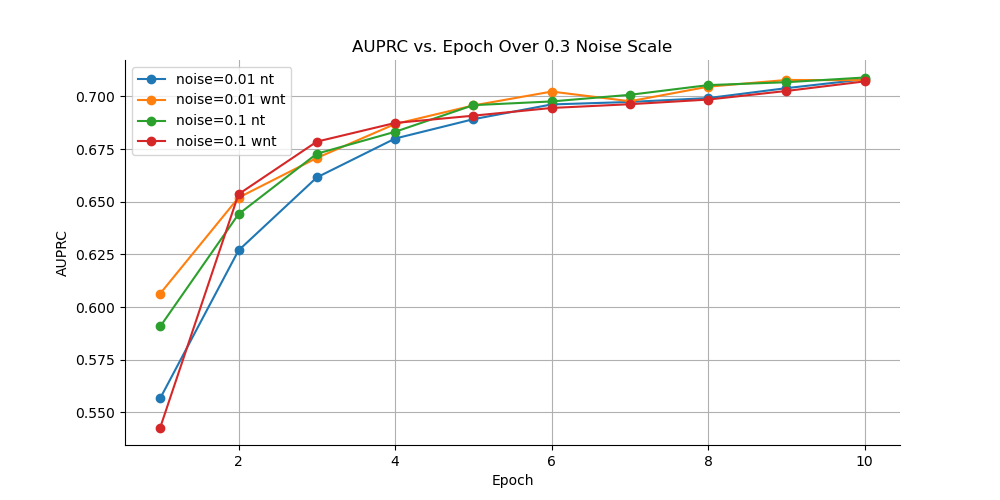 AUPRC vs. Epoch Over 0.3 Noise Scale
noise=0.01 nt
noise=0.01 wnt
noise=0.1 nt
noise=0.1 wnt
AUPRC
0.700
0.675
0.650
0.625
0.600
0.575
0.550
2 4 6 8 10
Epoch